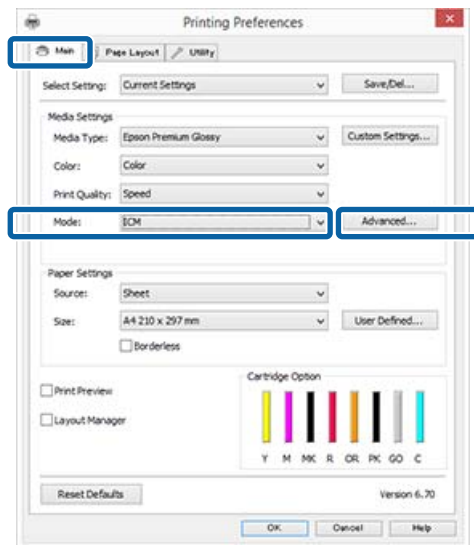 Printing Preferences
Main Page Layout Utility
Select Setting: Current Settings Save/Del...
Media Settings
Media Type: Epson Premium Glossy Custom Settings...
Color: Color
Print Quality: Speed
Mode: ICM Advanced...
Paper Settings
Source: Sheet
Size: A4 210 x 297 mm User Defined...
Borderless
Print Preview
Layout Manager
Cartridge Option
Y M MK R OR PK GO C
Reset Defaults Version 6.70
OK Cancel Help